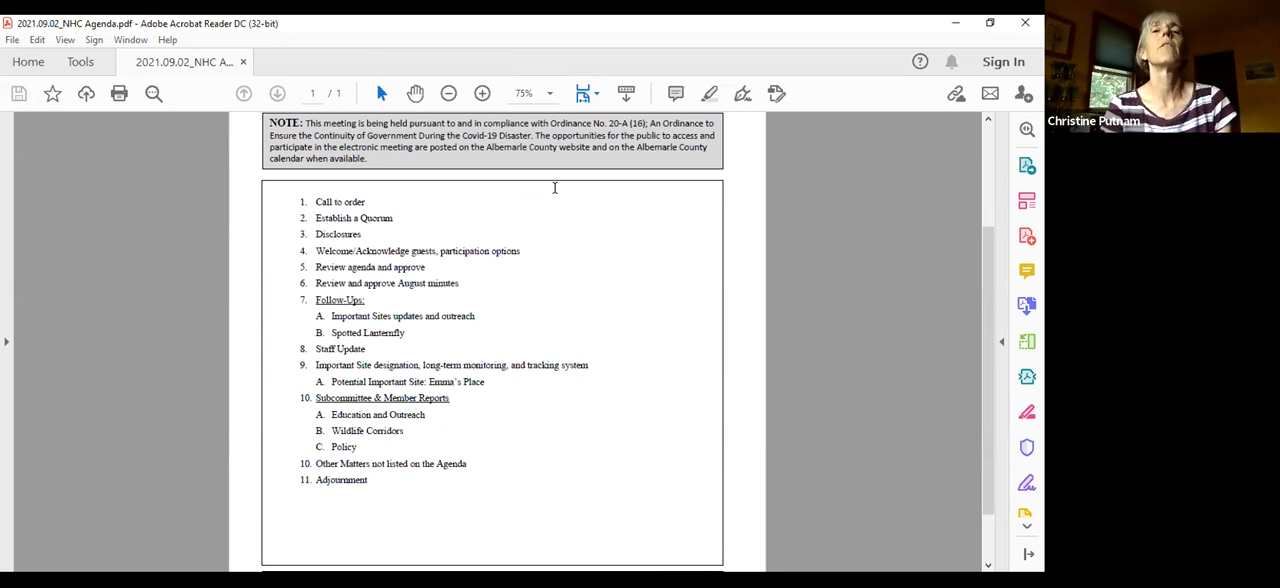 2021.09.02_NHC Agenda.pdf - Adobe Acrobat Reader DC (32-bit)
File Edit View Sign Window Help
Home Tools 2021.09.02_NHC A... × Sign In
1 / 1 75%
NOTE: This meeting is being held pursuant to and in compliance with Ordinance No. 20-A (16); An Ordinance to
Ensure the Continuity of Government During the Covid-19 Disaster. The opportunities for the public to access and
participate in the electronic meeting are posted on the Albemarle County website and on the Albemarle County
calendar when available.
1. Call to order
2. Establish a Quorum
3. Disclosures
4. Welcome/Acknowledge guests, participation options
5. Review agenda and approve
6. Review and approve August minutes
7. Follow-Ups:
A. Important Sites updates and outreach
B. Spotted Lanternfly
8. Staff Update
9. Important Site designation, long-term monitoring, and tracking system
A. Potential Important Site: Emma's Place
10. Subcommittee & Member Reports
A. Education and Outreach
B. Wildlife Corridors
C. Policy
10. Other Matters not listed on the Agenda
11. Adjournment
Christine Putnam